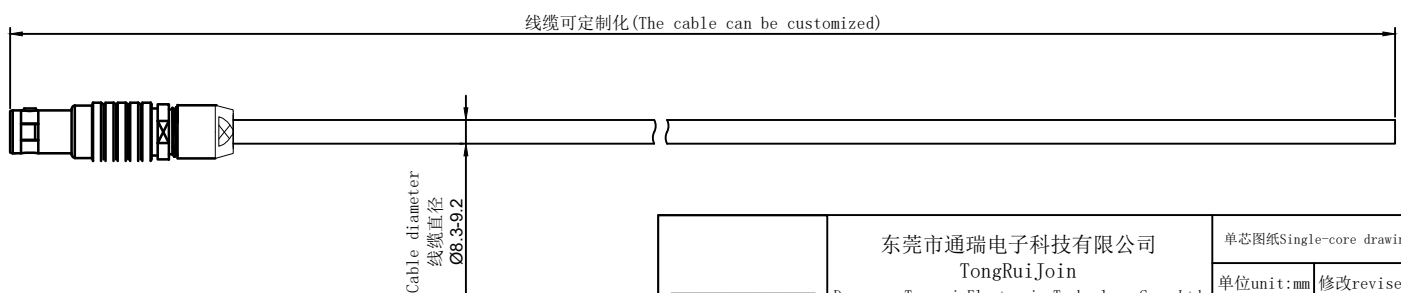 线缆可定制化(The cable can be customized)
Cable diameter
线缆直径
Ø8.3-9.2
东莞市通瑞电子科技有限公司
TongRuiJoin
单芯图纸Single-core drawin
单位unit:mm
修改revise